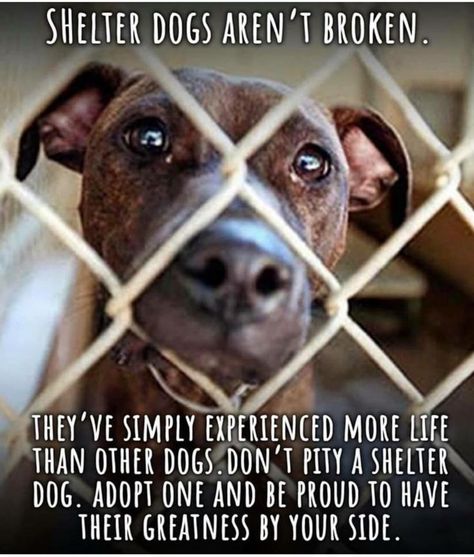 SHELTER DOGS AREN'T BROKEN.
THEY'VE SIMPLY EXPERIENCED MORE LIFE
THAN OTHER DOGS.DON'T PITY A SHELTER
DOG. ADOPT ONE AND BE PROUD TO HAVE
THEIR GREATNESS BY YOUR SIDE.